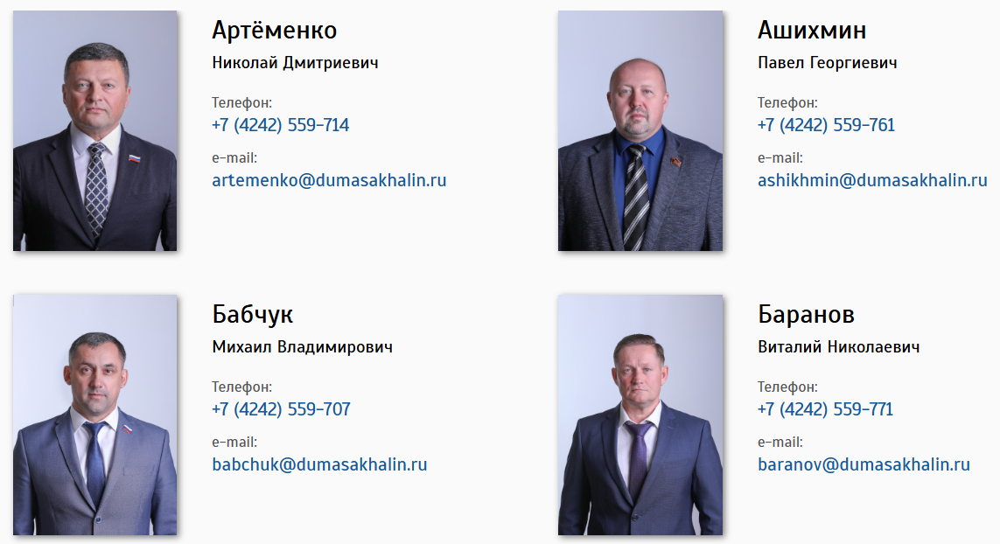 Артёменко
Николай Дмитриевич
Телефон:
+7 (4242) 559-714
e-mail:
artemenko@dumasakhalin.ru
Ашихмин
Павел Георгиевич
Телефон:
+7 (4242) 559-761
e-mail:
ashikhmin@dumasakhalin.ru
Бабчук
Михаил Владимирович
Телефон:
+7 (4242) 559-707
e-mail:
babchuk@dumasakhalin.ru
Баранов
Виталий Николаевич
Телефон:
+7 (4242) 559-771
e-mail:
baranov@dumasakhalin.ru